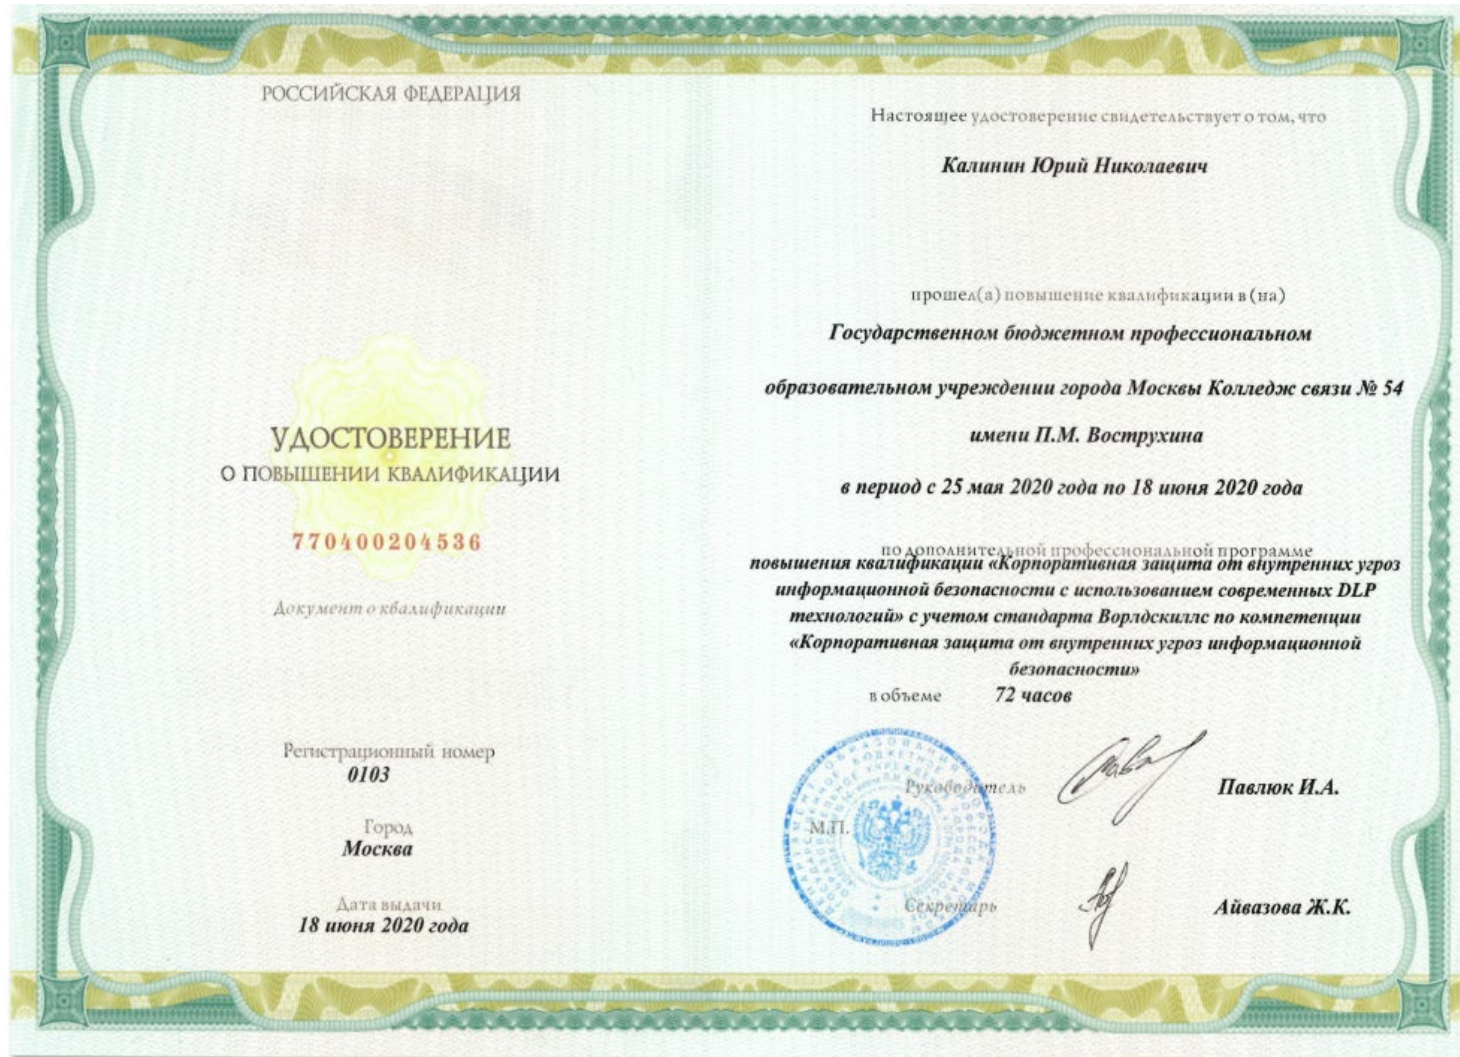 РОССИЙСКАЯ ФЕДЕРАЦИЯ
УДОСТОВЕРЕНИЕ
О ПОВЫШЕНИИ КВАЛИФИКАЦИИ
770400204536
Документ о квалификации
Регистрационный номер
0103
Город
Москва
Дата выдачи
18 июня 2020 года
Настоящее удостоверение свидетельствует о том, что
Калинин Юрий Николаевич
прошел(а) повышение квалификации в (на)
Государственном бюджетном профессиональном
образовательном учреждении города Москвы Колледж связи № 54
имени П.М. Вострухина
в период с 25 мая 2020 года по 18 июня 2020 года
по дополнительной профессиональной программе
повышения квалификации «Корпоративная защита от внутренних угроз
информационной безопасности с использованием современных DLP
технологий» с учетом стандарта Ворлдскиллс по компетенции
«Корпоративная защита от внутренних угроз информационной
безопасности»
в объеме 72 часов
Руководитель Павлюк И.А.
М.П.
Секретарь Айвазова Ж.К.